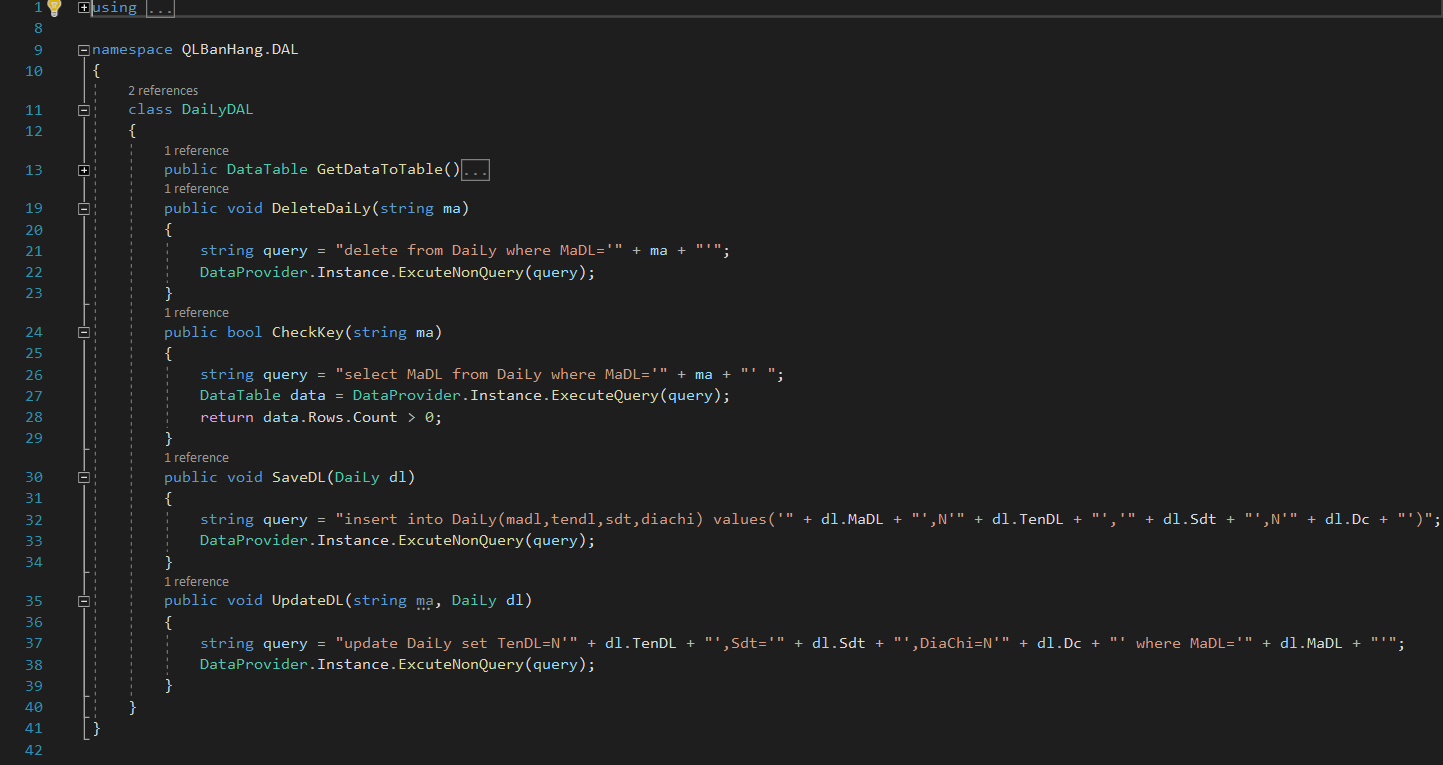 1 using ...
8
9 namespace QLBanHang.DAL
10 {
2 references
11 class DaiLyDAL
12 {
1 reference
13 public DataTable GetDataToTable()...
1 reference
19 public void DeleteDaiLy(string ma)
20 {
21 string query = "delete from DaiLy where MaDL='" + ma + "'";
22 DataProvider.Instance.ExcuteNonQuery(query);
23 }
1 reference
24 public bool CheckKey(string ma)
25 {
26 string query = "select MaDL from DaiLy where MaDL='" + ma + "' ";
27 DataTable data = DataProvider.Instance.ExecuteQuery(query);
28 return data.Rows.Count > 0;
29 }
1 reference
30 public void SaveDL(DaiLy dl)
31 {
32 string query = "insert into DaiLy(madl,tendl,sdt,diachi) values('" + dl.MaDL + "',N'" + dl.TenDL + "','" + dl.Sdt + "',N'" + dl.Dc + "')";
33 DataProvider.Instance.ExcuteNonQuery(query);
34 }
1 reference
35 public void UpdateDL(string ma, DaiLy dl)
36 {
37 string query = "update DaiLy set TenDL=N'" + dl.TenDL + "',Sdt='" + dl.Sdt + "',DiaChi=N'" + dl.Dc + "' where MaDL='" + dl.MaDL + "'";
38 DataProvider.Instance.ExcuteNonQuery(query);
39 }
40 }
41 }
42